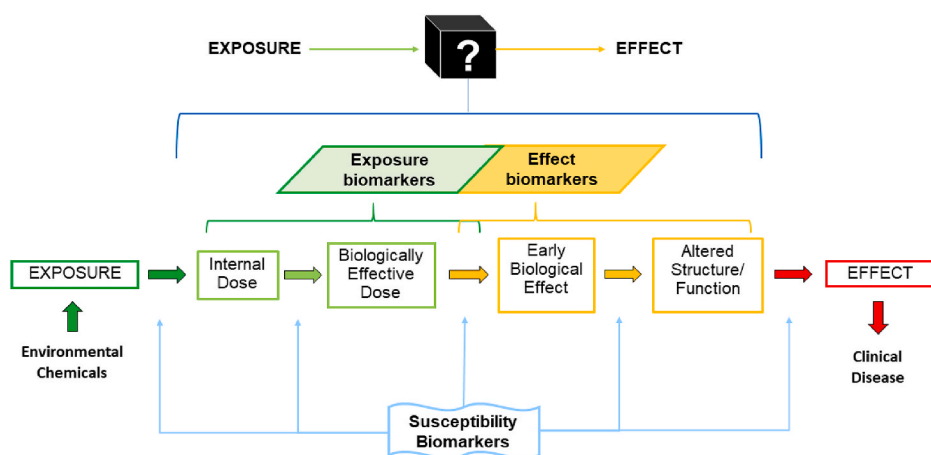 EXPOSURE
?
EFFECT
Exposure
biomarkers
Effect
biomarkers
EXPOSURE
Internal
Dose
Biologically
Effective
Dose
Early
Biological
Effect
Altered
Structure/
Function
EFFECT
Environmental
Chemicals
Clinical
Disease
Susceptibility
Biomarkers